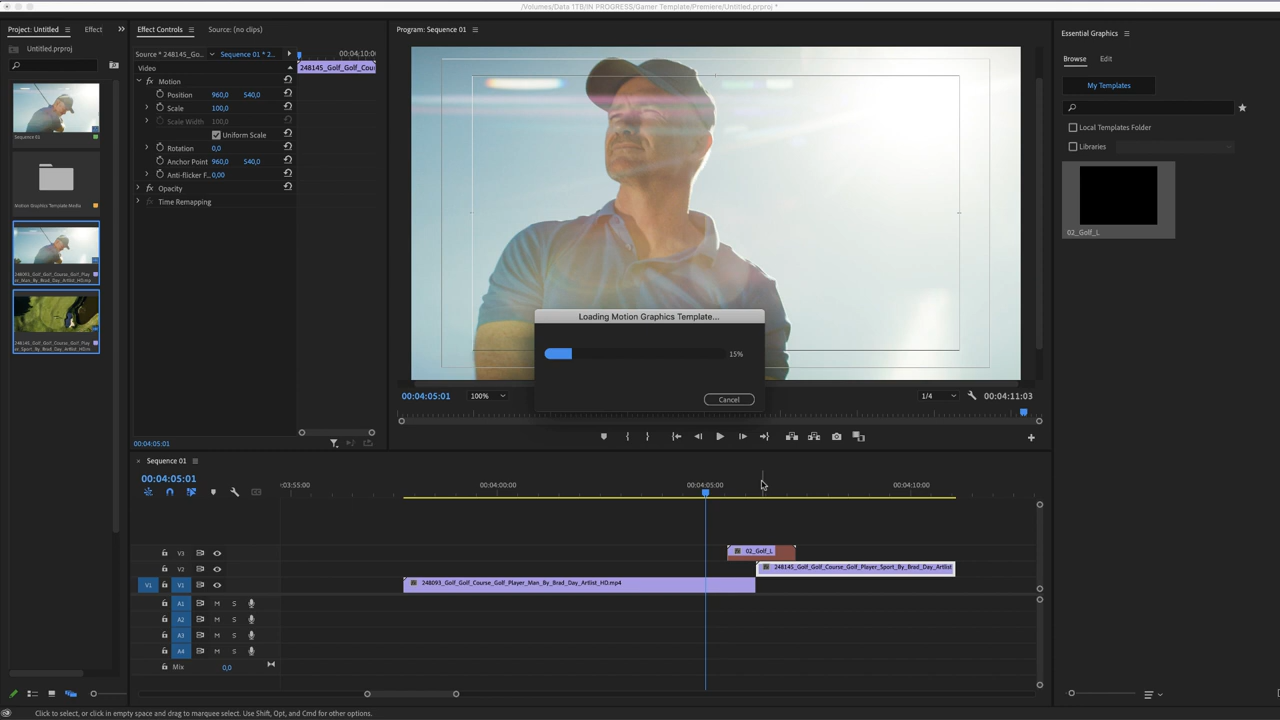 /Volumes/Data 1TB/IN PROGRESS/Gamer Template/Premiere/Untitled.prproj *
Project: Untitled
Effect
Untitled.prproj
Sequence 01
Motion Graphics Template Media
248093_Golf_Golf_Course_Golf_Play
er_Man_By_Brad_Day_Artlist_HD.mp
248145_Golf_Golf_Course_Golf_Play
er_Sport_By_Brad_Day_Artlist_HD.m
Effect Controls
Source: (no clips)
Source * 248145_Go...
Sequence 01 * 2...
00:04:10:0
Video
248145_Golf_Golf_Cou
fx Motion
Position 960,0 540,0
Scale 100,0
Scale Width 100,0
Uniform Scale
Rotation 0,0
Anchor Point 960,0 540,0
Anti-flicker F... 0,00
fx Opacity
fx Time Remapping
00:04:05:01
Program: Sequence 01
Loading Motion Graphics Template...
15%
Cancel
00:04:05:01
100%
1/4
00:04:11:03
Essential Graphics
Browse
Edit
My Templates
Local Templates Folder
Libraries
02_Golf_L
Sequence 01
00:04:05:01
:03:55:00
00:04:00:00
00:04:05:00
00:04:10:00
V3
02_Golf_L
V2
248145_Golf_Golf_Course_Golf_Player_Sport_By_Brad_Day_Artlist
V1 V1
248093_Golf_Golf_Course_Golf_Player_Man_By_Brad_Day_Artlist_HD.mp4
A1 M S
A2 M S
A3 M S
A4 M S
Mix 0,0
Click to select, or click in empty space and drag to marquee select. Use Shift, Opt, and Cmd for other options.